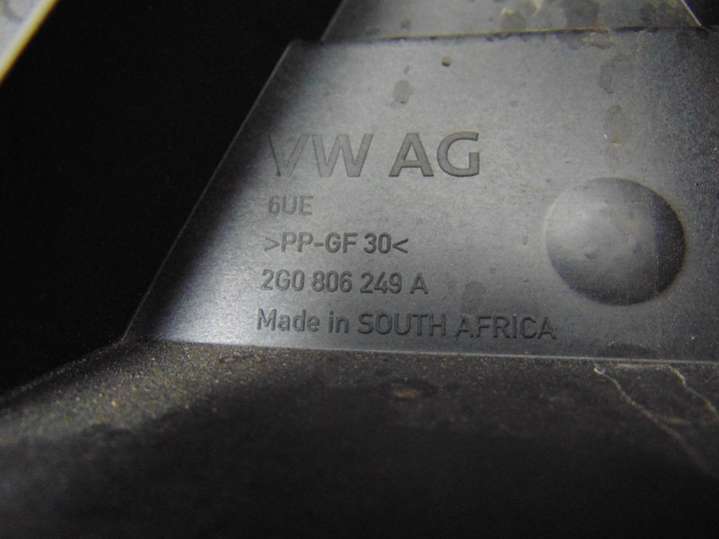 VW AG
6UE
>PP-GF 30<
2G0 806 249 A
Made in SOUTH AFRICA